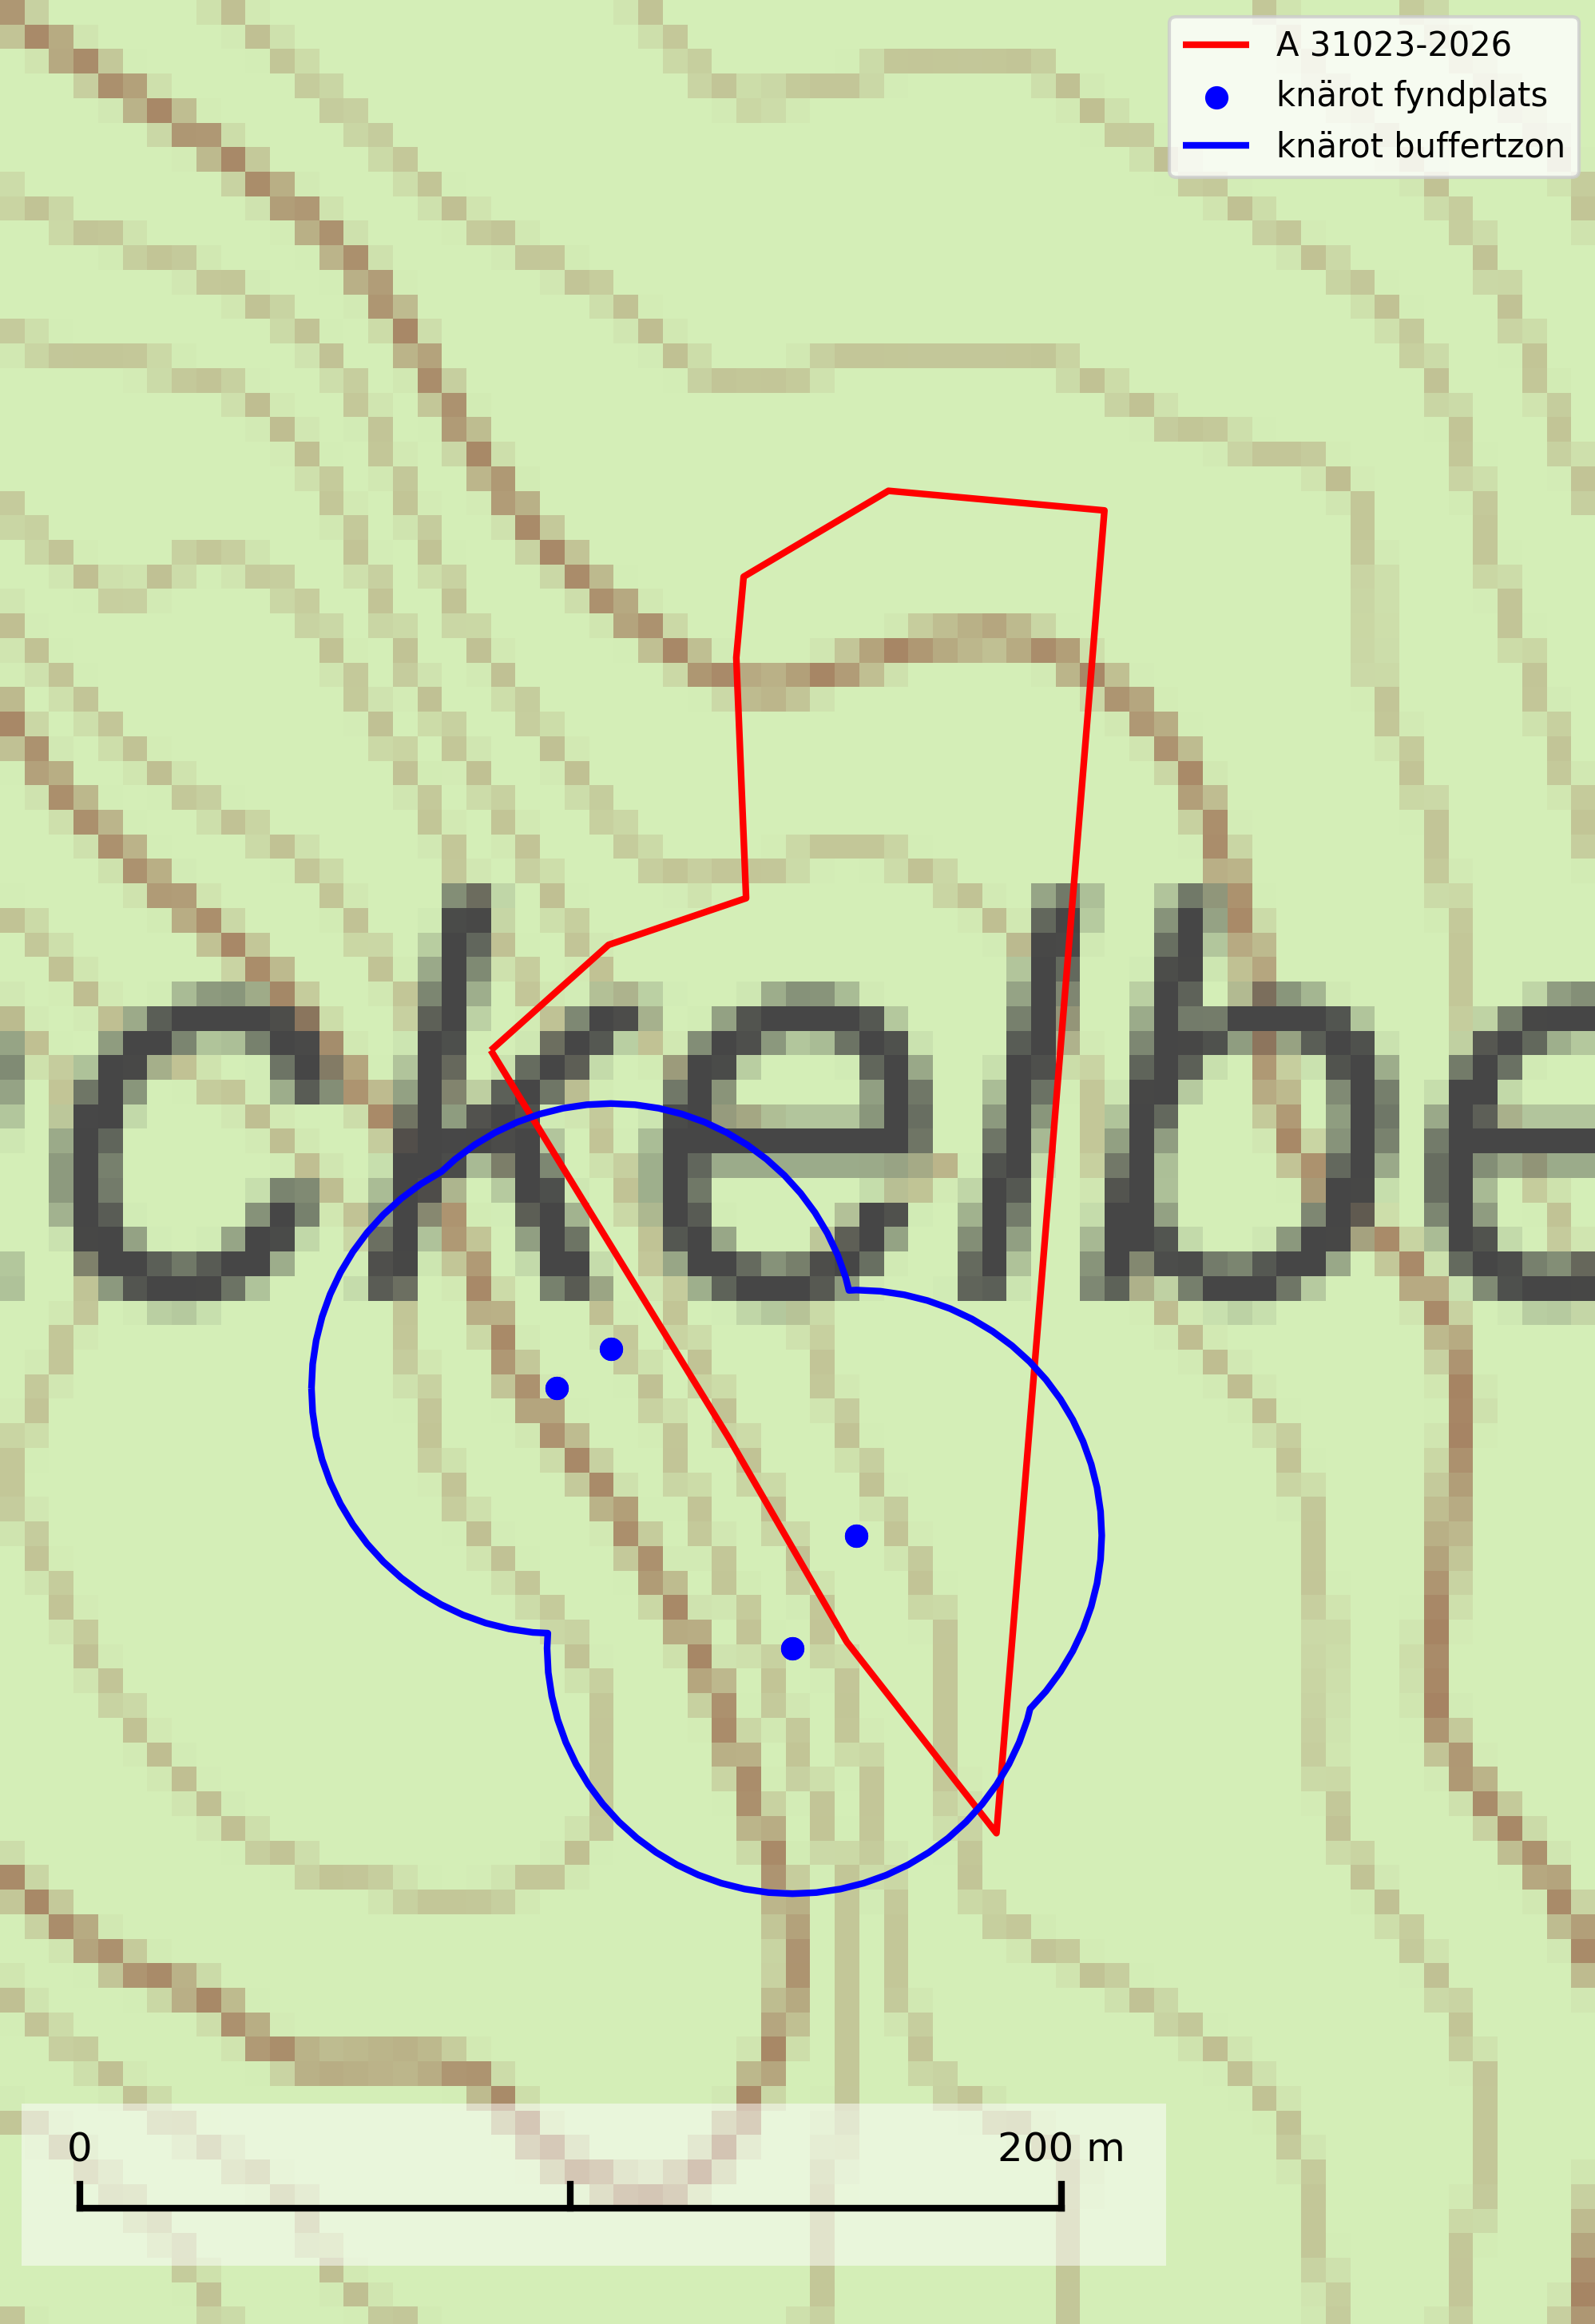 A 31023-2026
knärot fyndplats
knärot buffertzon
ckelbe
0
200 m